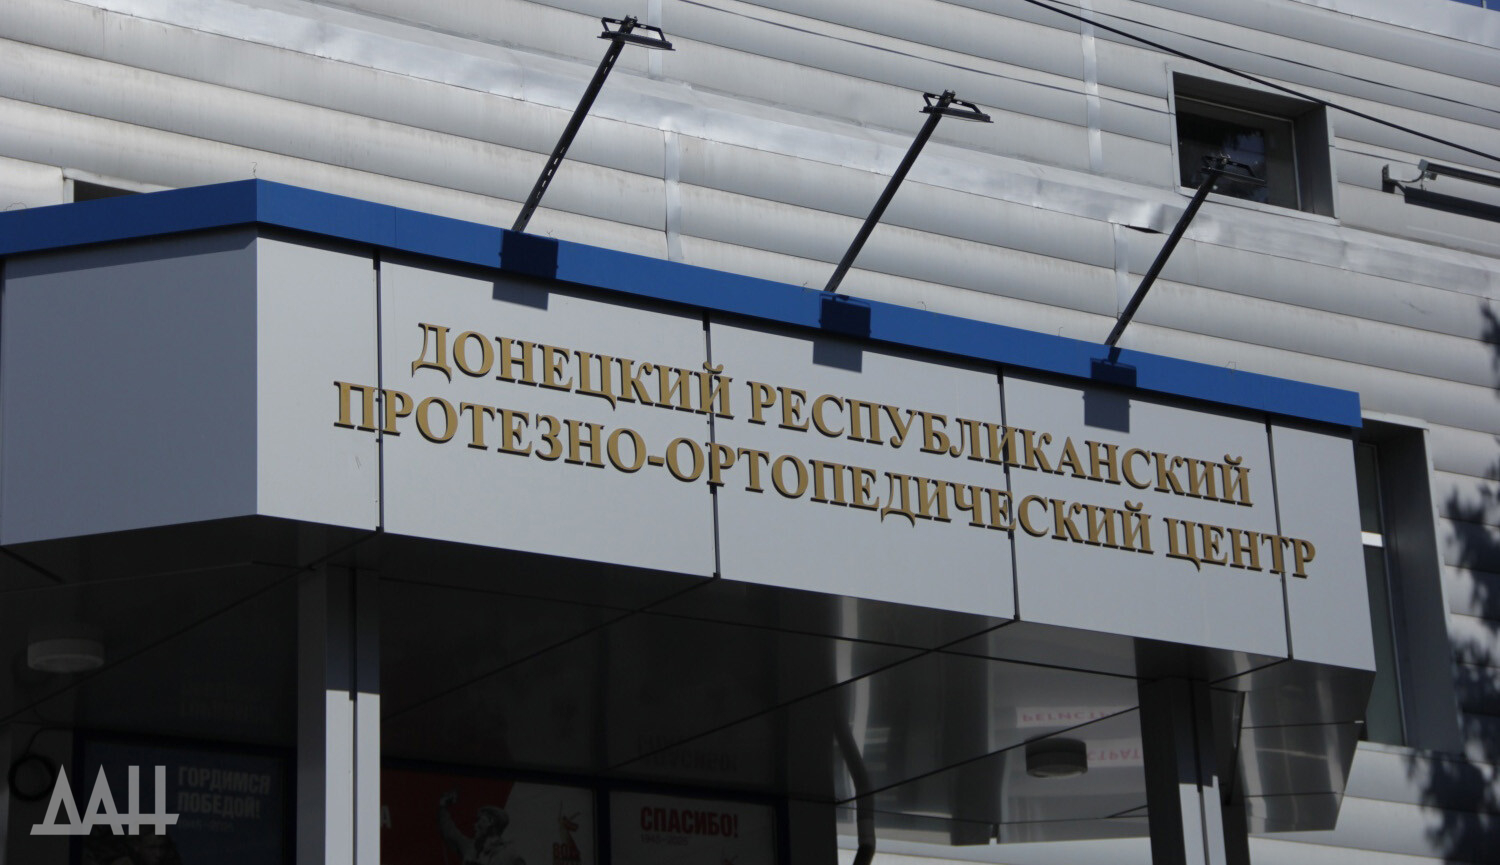 ДОНЕЦКИЙ РЕСПУБЛИКАНСКИЙ
ПРОТЕЗНО-ОРТОПЕДИЧЕСКИЙ ЦЕНТР
ГОРДИМСЯ
ПОБЕДОЙ!
СПАСИБО!
ДАН